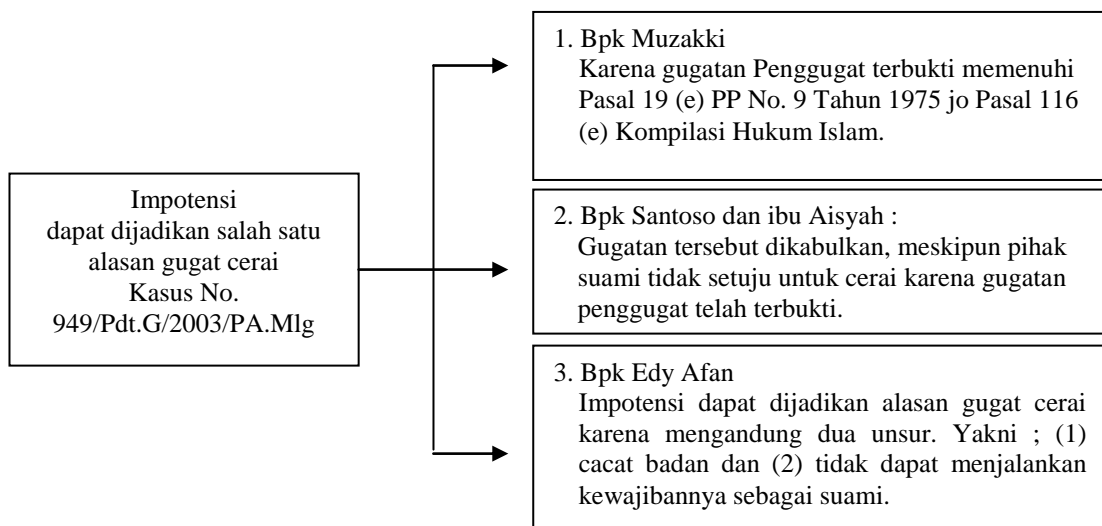 Impotensi
dapat dijadikan salah satu
alasan gugat cerai
Kasus No.
949/Pdt.G/2003/PA.Mlg
1. Bpk Muzakki
Karena gugatan Penggugat terbukti memenuhi
Pasal 19 (e) PP No. 9 Tahun 1975 jo Pasal 116
(e) Kompilasi Hukum Islam.
2. Bpk Santoso dan ibu Aisyah :
Gugatan tersebut dikabulkan, meskipun pihak
suami tidak setuju untuk cerai karena gugatan
penggugat telah terbukti.
3. Bpk Edy Afan
Impotensi dapat dijadikan alasan gugat cerai
karena mengandung dua unsur. Yakni ; (1)
cacat badan dan (2) tidak dapat menjalankan
kewajibannya sebagai suami.